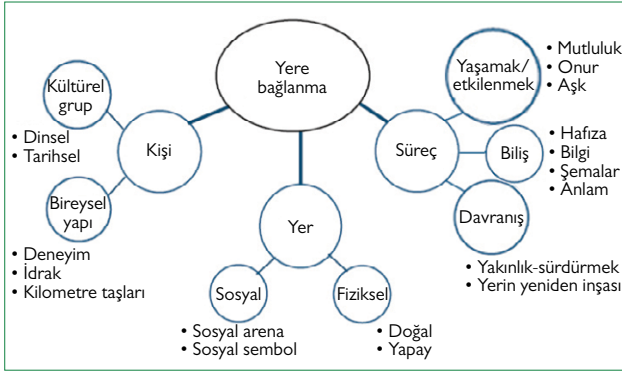 Yere
bağlanma
Kişi
Kültürel
grup
• Dinsel
• Tarihsel
Bireysel
yapı
• Deneyim
• İdrak
• Kilometre taşları
Yer
Sosyal
• Sosyal arena
• Sosyal sembol
Fiziksel
• Doğal
• Yapay
Süreç
Yaşamak/
etkilenmek
• Mutluluk
• Onur
• Aşk
Biliş
• Hafıza
• Bilgi
• Şemalar
• Anlam
Davranış
• Yakınlık-sürdürmek
• Yerin yeniden inşası